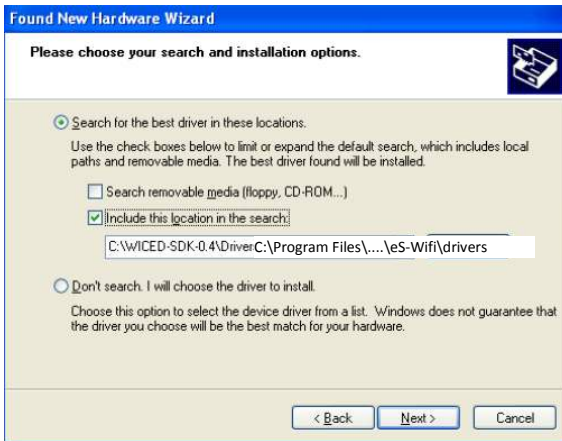 Found New Hardware Wizard
Please choose your search and installation options.
Search for the best driver in these locations.
Use the check boxes below to limit or expand the default search, which includes local
paths and removable media. The best driver found will be installed.
Search removable media (floppy, CD-ROM...)
Include this location in the search:
C:\WICED-SDK-0.4\Driver C:\Program Files\....\eS-Wifi\drivers
Don't search. I will choose the driver to install.
Choose this option to select the device driver from a list. Windows does not guarantee that
the driver you choose will be the best match for your hardware.
< Back Next > Cancel